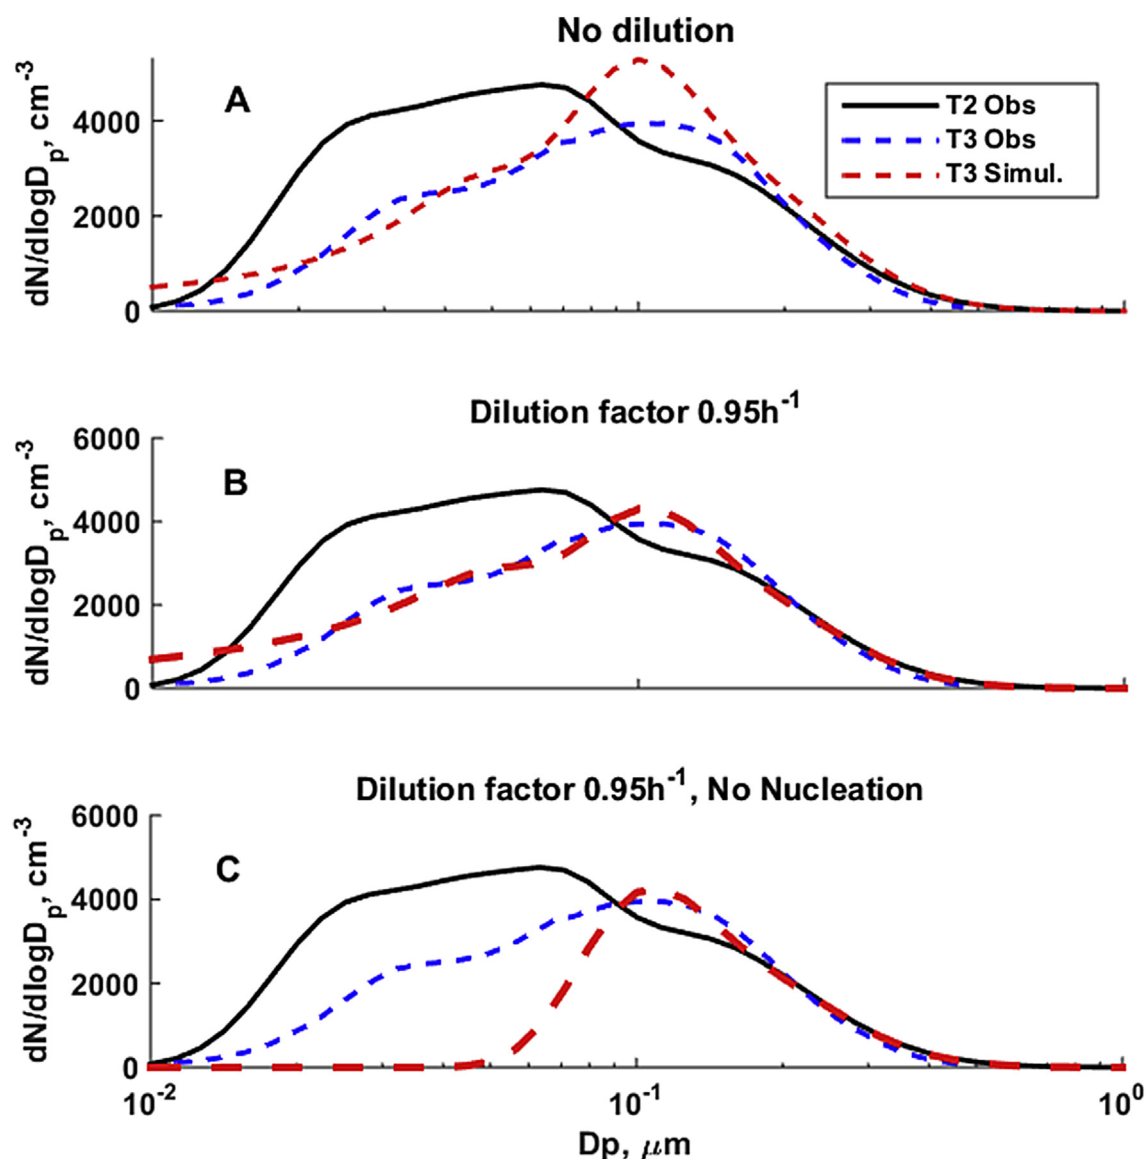 No dilution
A
dN/dlogDp, cm-3
4000
2000
0
T2 Obs
T3 Obs
T3 Simul.
Dilution factor 0.95h-1
B
dN/dlogDp, cm-3
6000
4000
2000
0
Dilution factor 0.95h-1, No Nucleation
C
dN/dlogDp, cm-3
6000
4000
2000
0
10-2
10-1
100
Dp, μm